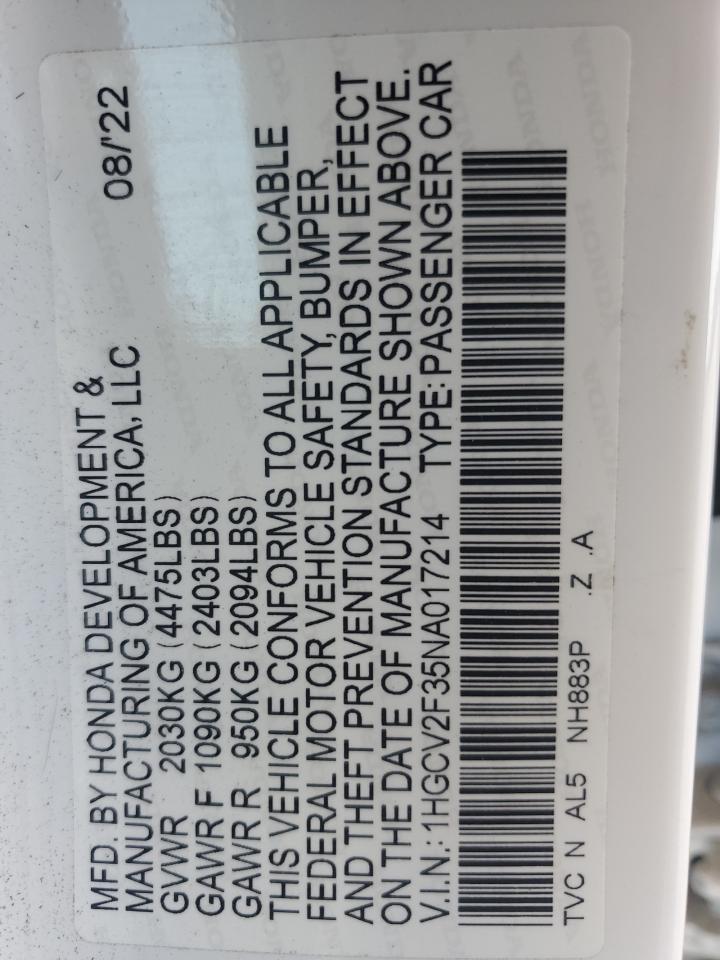 MFD. BY HONDA DEVELOPMENT &
MANUFACTURING OF AMERICA, LLC 08/'22
GVWR 2030KG (4475LBS)
GAWR F 1090KG (2403LBS)
GAWR R 950KG (2094LBS)
THIS VEHICLE CONFORMS TO ALL APPLICABLE
FEDERAL MOTOR VEHICLE SAFETY, BUMPER,
AND THEFT PREVENTION STANDARDS IN EFFECT
ON THE DATE OF MANUFACTURE SHOWN ABOVE.
V.I.N.: 1HGCV2F35NA017214 TYPE: PASSENGER CAR
TVC N AL5 NH883P .Z .A